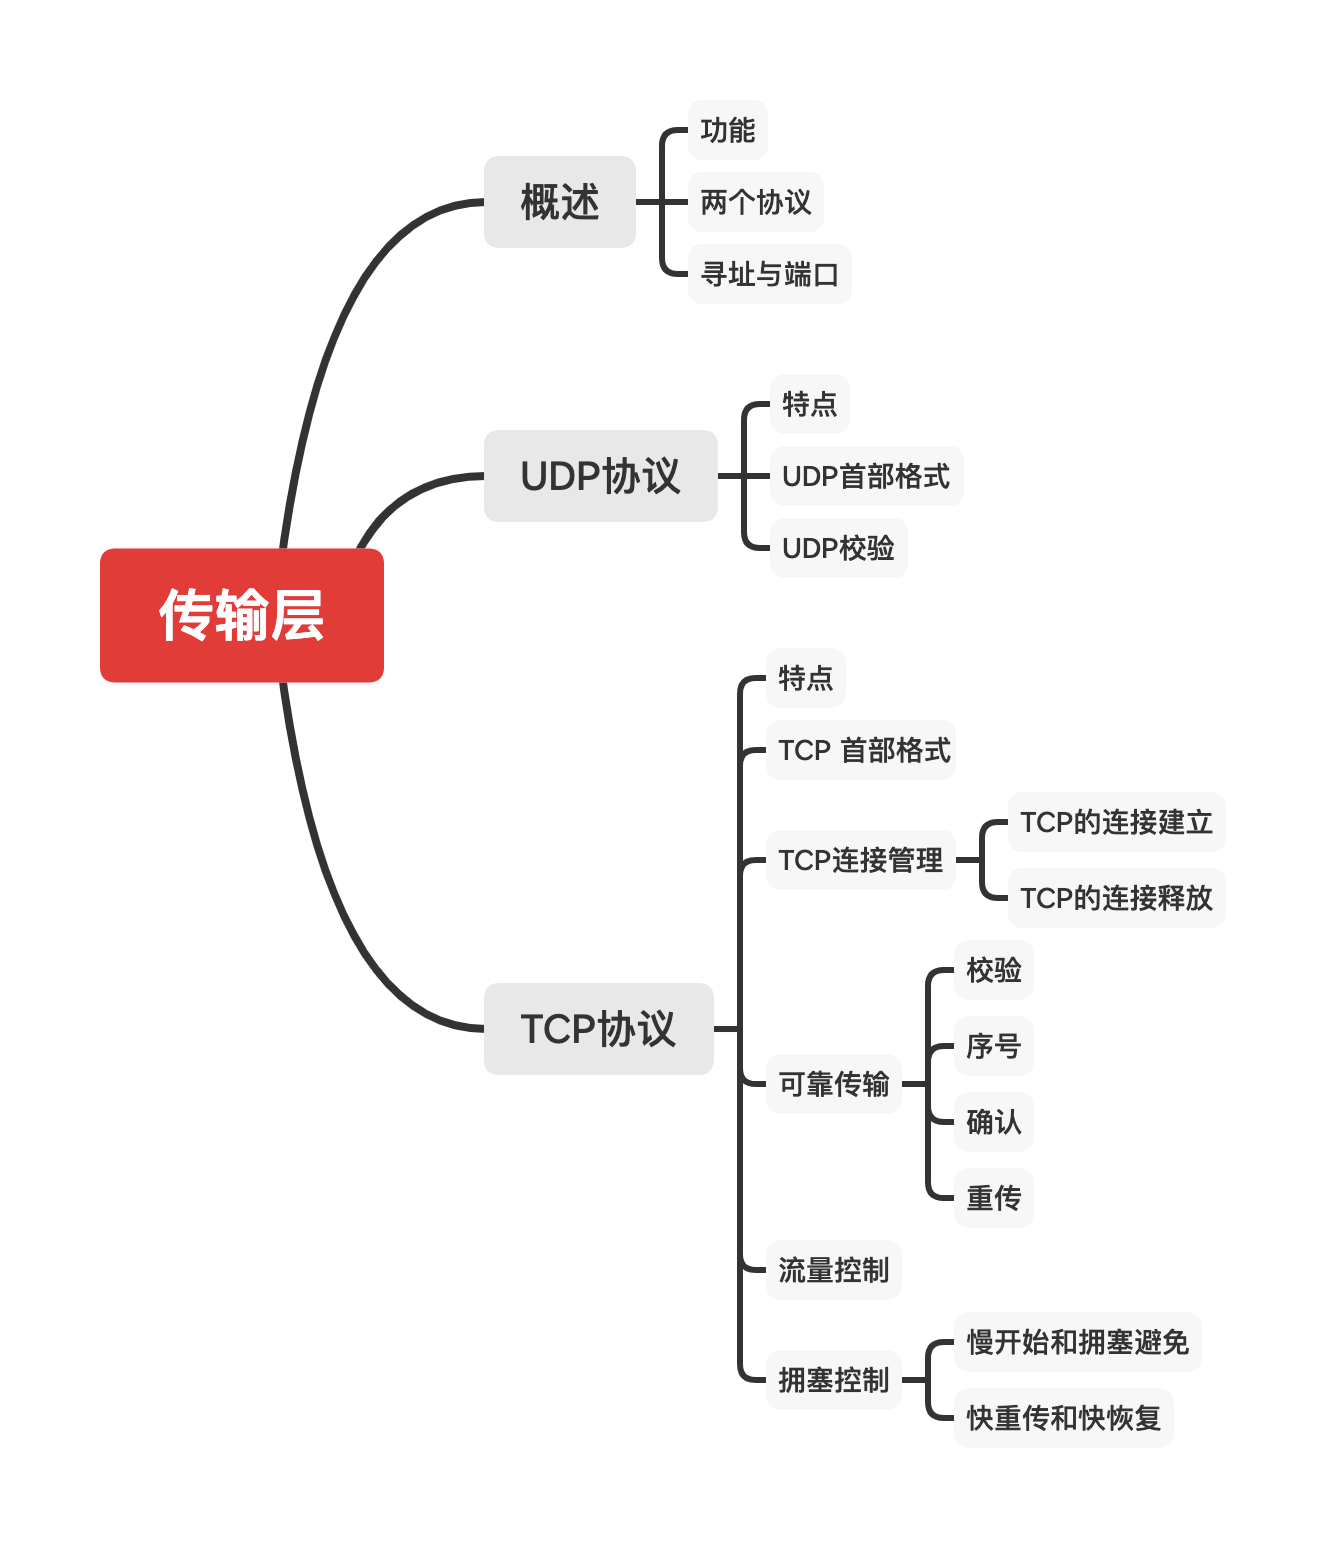 传输层
概述
功能
两个协议
寻址与端口
UDP协议
特点
UDP首部格式
UDP校验
TCP协议
特点
TCP 首部格式
TCP连接管理
TCP的连接建立
TCP的连接释放
可靠传输
校验
序号
确认
重传
流量控制
拥塞控制
慢开始和拥塞避免
快重传和快恢复